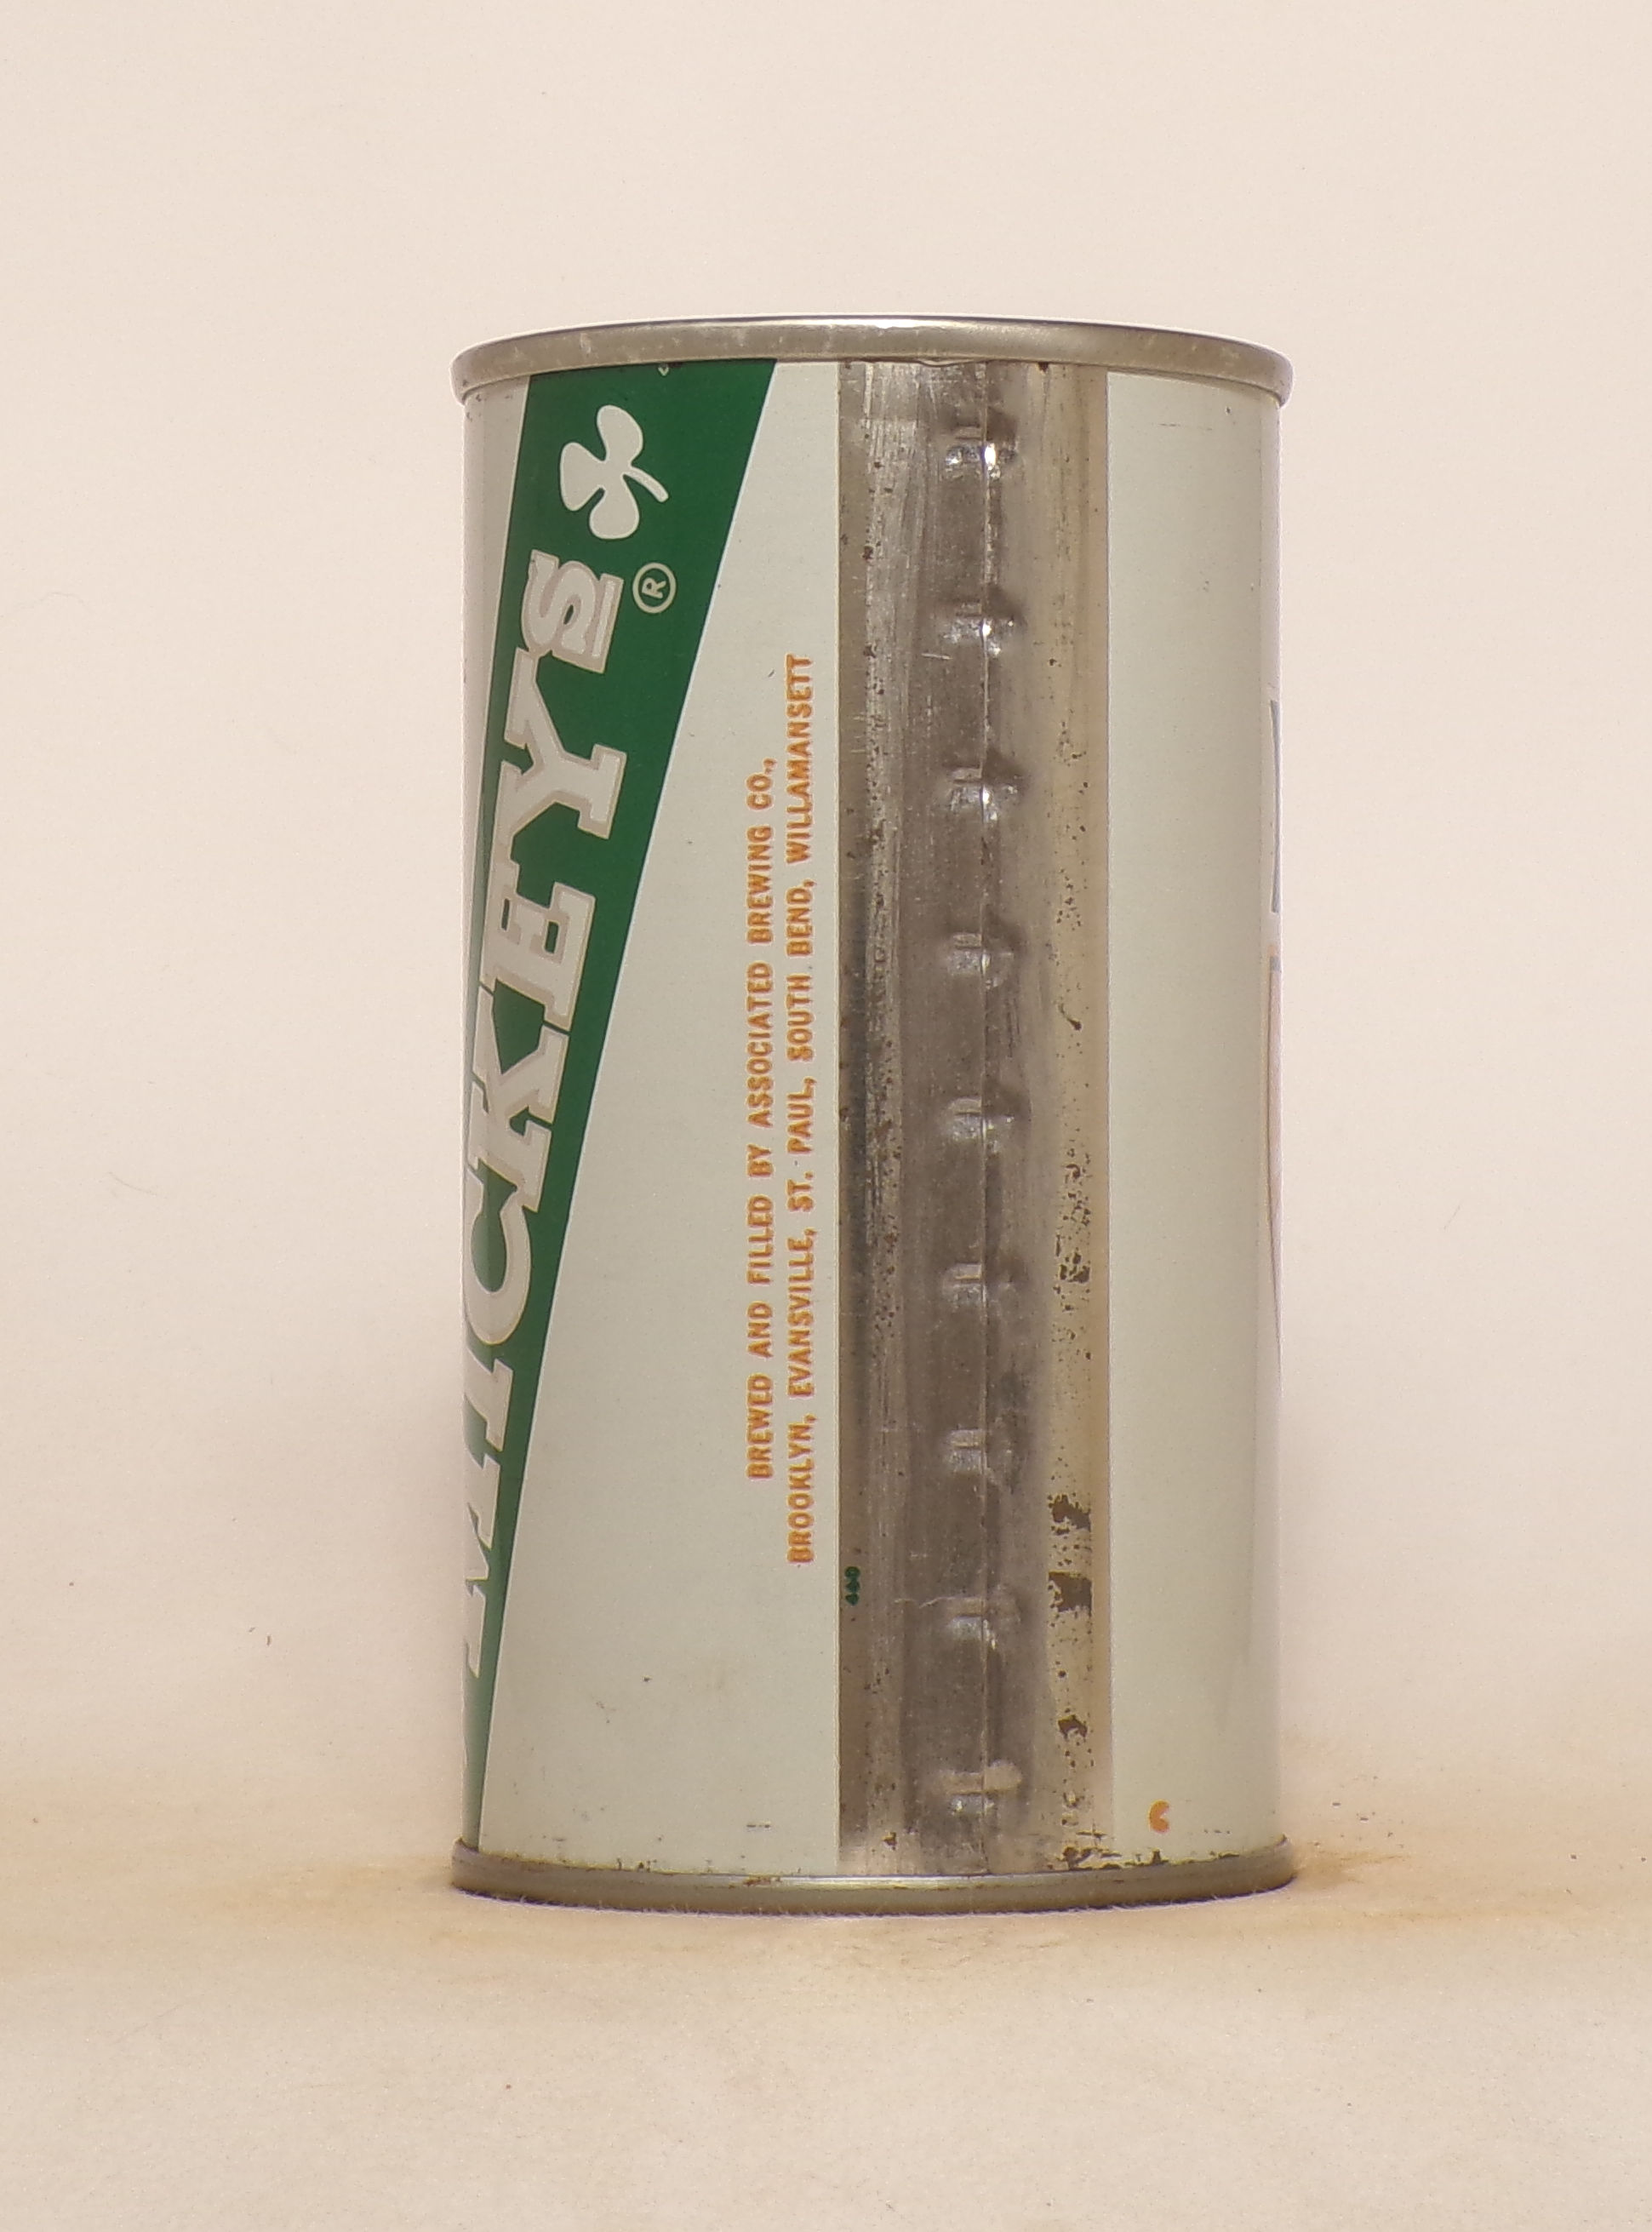 MICKEY'S ®
BREWED AND FILLED BY ASSOCIATED BREWING CO.,
BROOKLYN, EVANSVILLE, ST. PAUL, SOUTH BEND, WILLAMANSETT